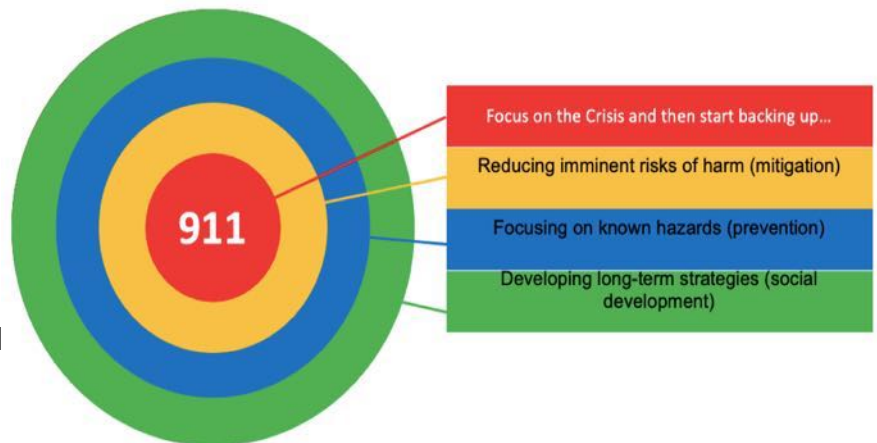 911
Focus on the Crisis and then start backing up...
Reducing imminent risks of harm (mitigation)
Focusing on known hazards (prevention)
Developing long-term strategies (social
development)